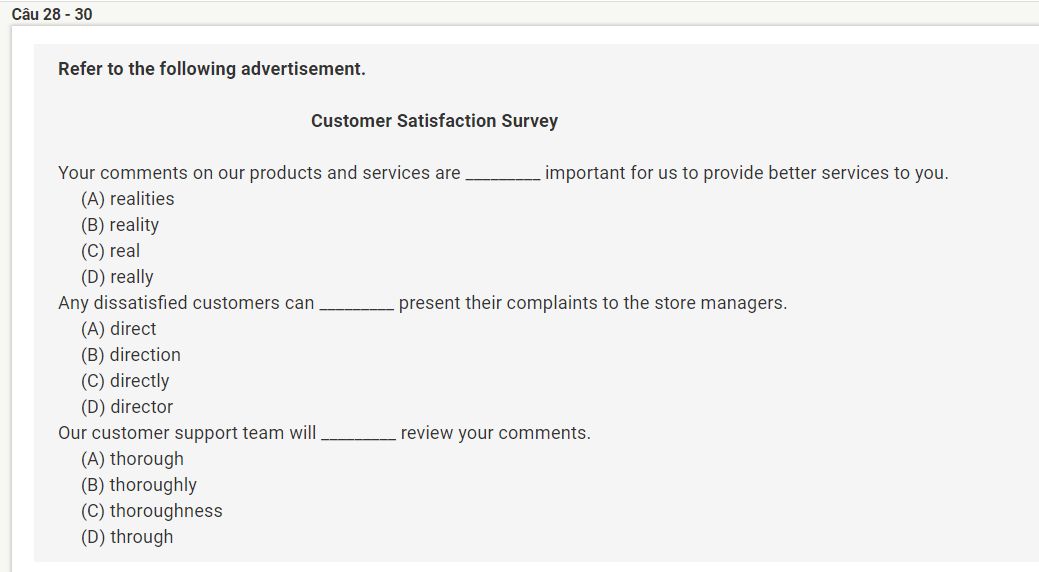 Câu 28 - 30
Refer to the following advertisement.
Customer Satisfaction Survey
Your comments on our products and services are _________ important for us to provide better services to you.
(A) realities
(B) reality
(C) real
(D) really
Any dissatisfied customers can _________ present their complaints to the store managers.
(A) direct
(B) direction
(C) directly
(D) director
Our customer support team will _________ review your comments.
(A) thorough
(B) thoroughly
(C) thoroughness
(D) through